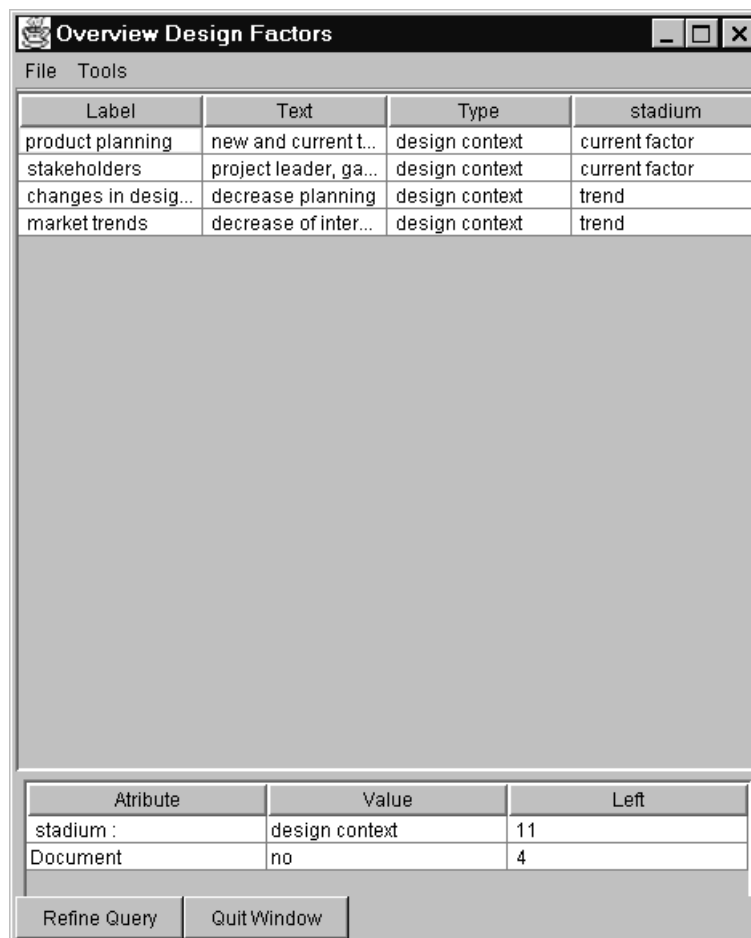 Overview Design Factors
File Tools
Label Text Type stadium
product planning new and current t... design context current factor
stakeholders project leader, ga... design context current factor
changes in desig... decrease planning design context trend
market trends decrease of inter... design context trend
Atribute Value Left
stadium : design context 11
Document no 4
Refine Query Quit Window